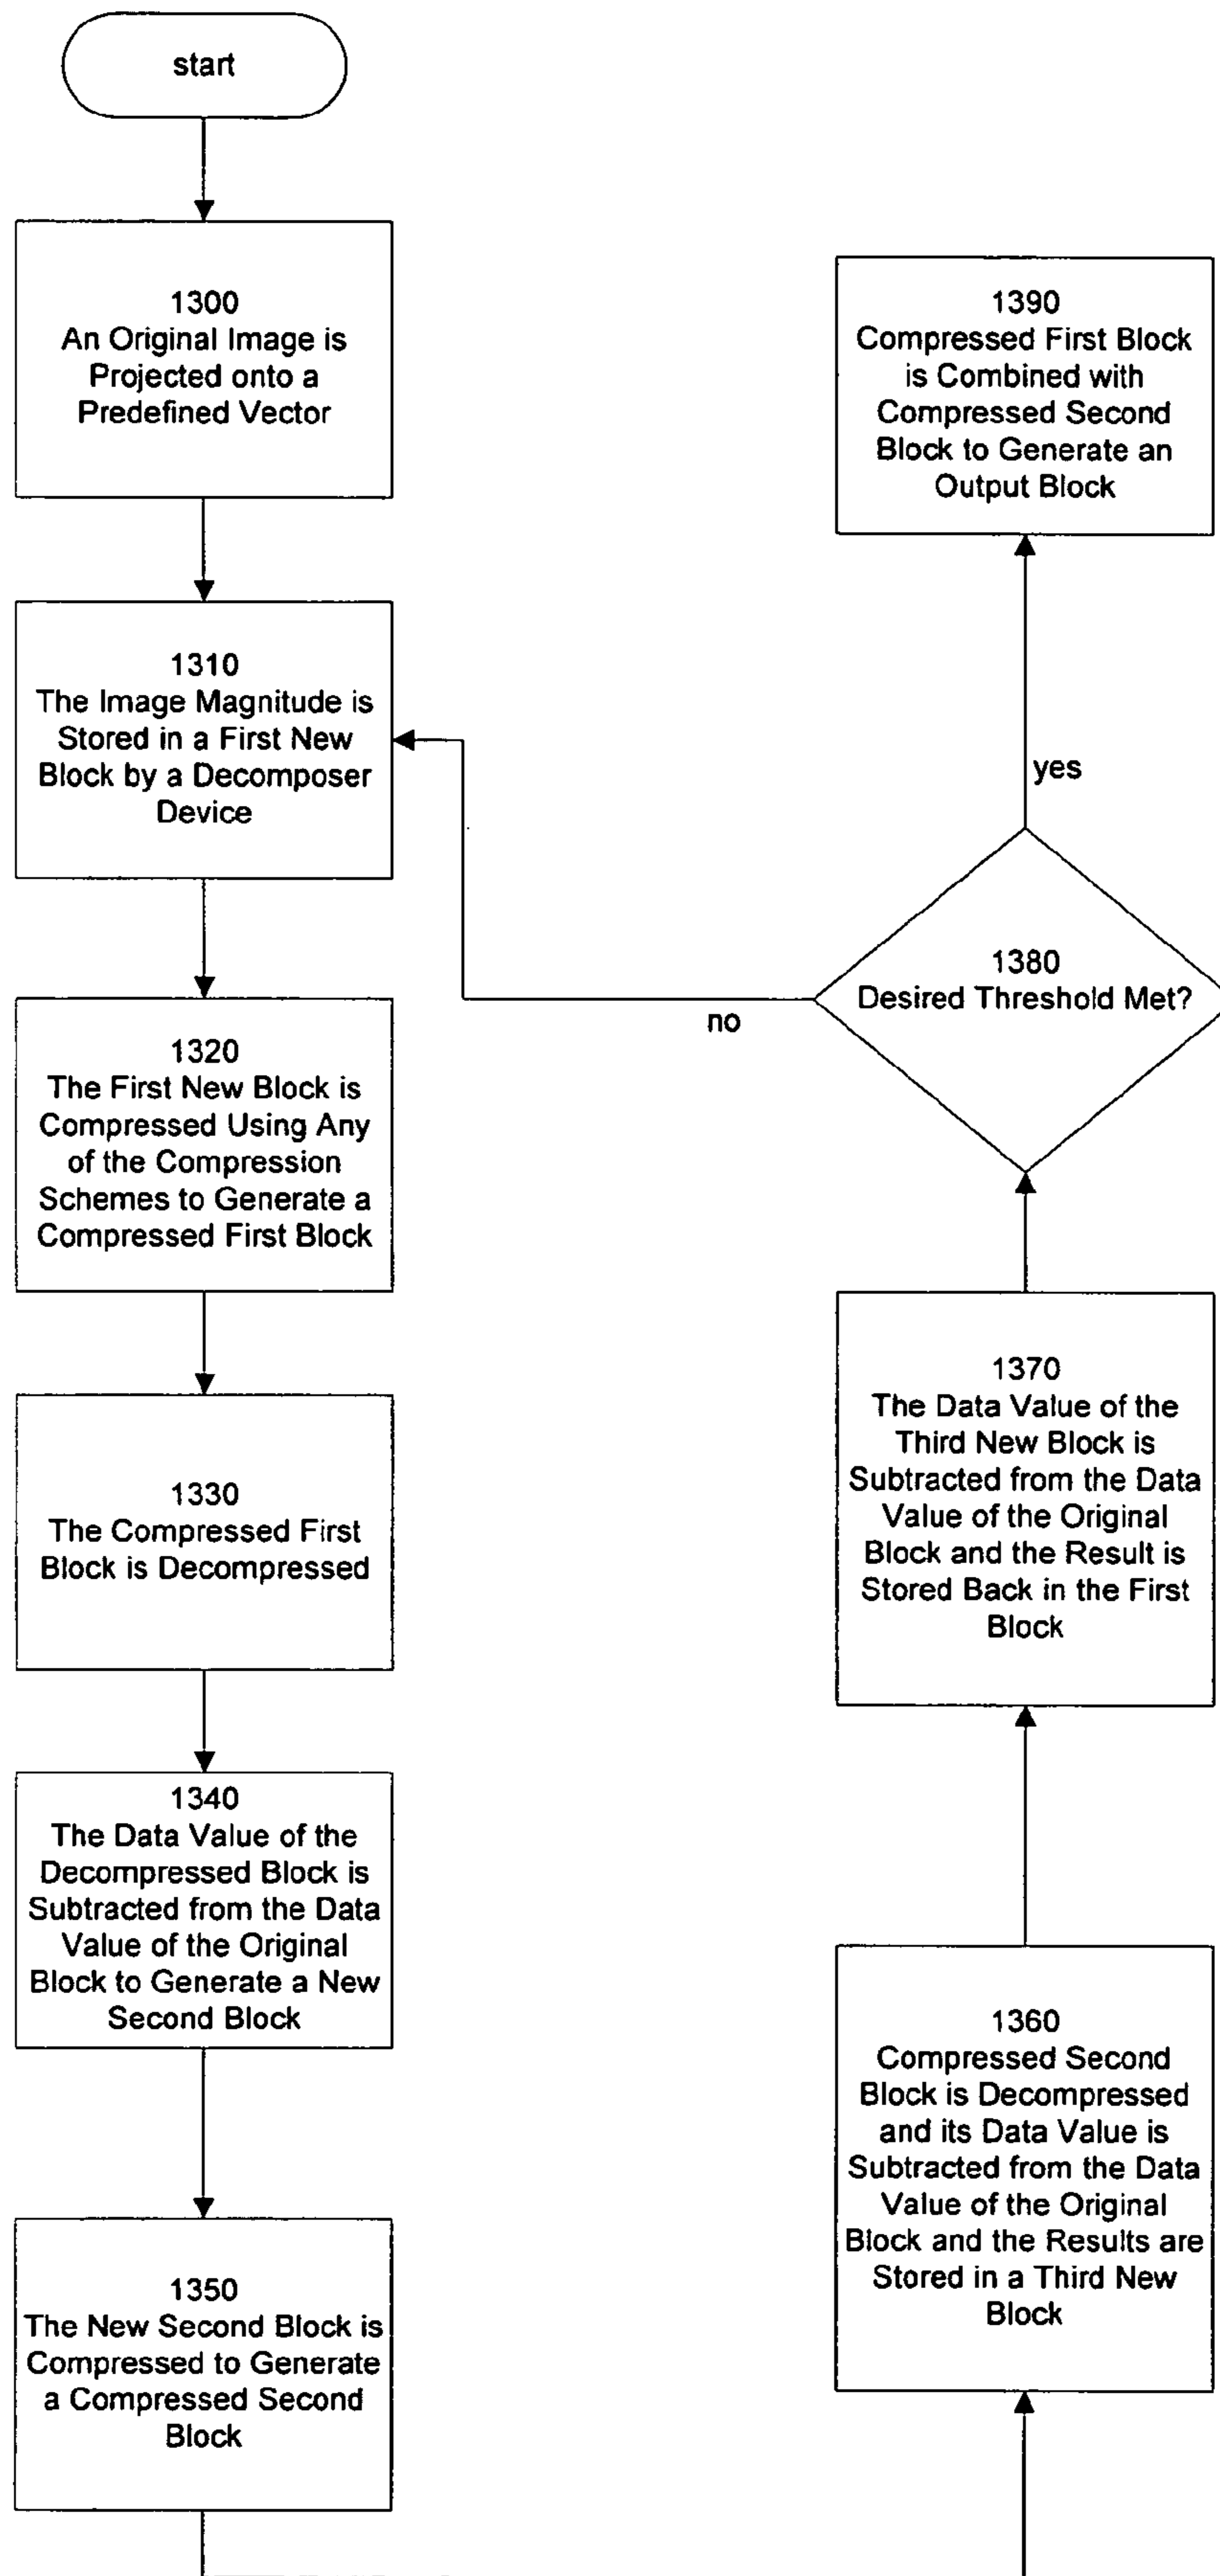 start
1300
An Original Image is
Projected onto a
Predefined Vector
1310
The Image Magnitude is
Stored in a First New
Block by a Decomposer
Device
1320
The First New Block is
Compressed Using Any
of the Compression
Schemes to Generate a
Compressed First Block
1330
The Compressed First
Block is Decompressed
1340
The Data Value of the
Decompressed Block is
Subtracted from the Data
Value of the Original
Block to Generate a New
Second Block
1350
The New Second Block is
Compressed to Generate
a Compressed Second
Block
1360
Compressed Second
Block is Decompressed
and its Data Value is
Subtracted from the Data
Value of the Original
Block and the Results are
Stored in a Third New
Block
1370
The Data Value of the
Third New Block is
Subtracted from the Data
Value of the Original
Block and the Result is
Stored Back in the First
Block
1380
Desired Threshold Met?
no
yes
1390
Compressed First Block
is Combined with
Compressed Second
Block to Generate an
Output Block